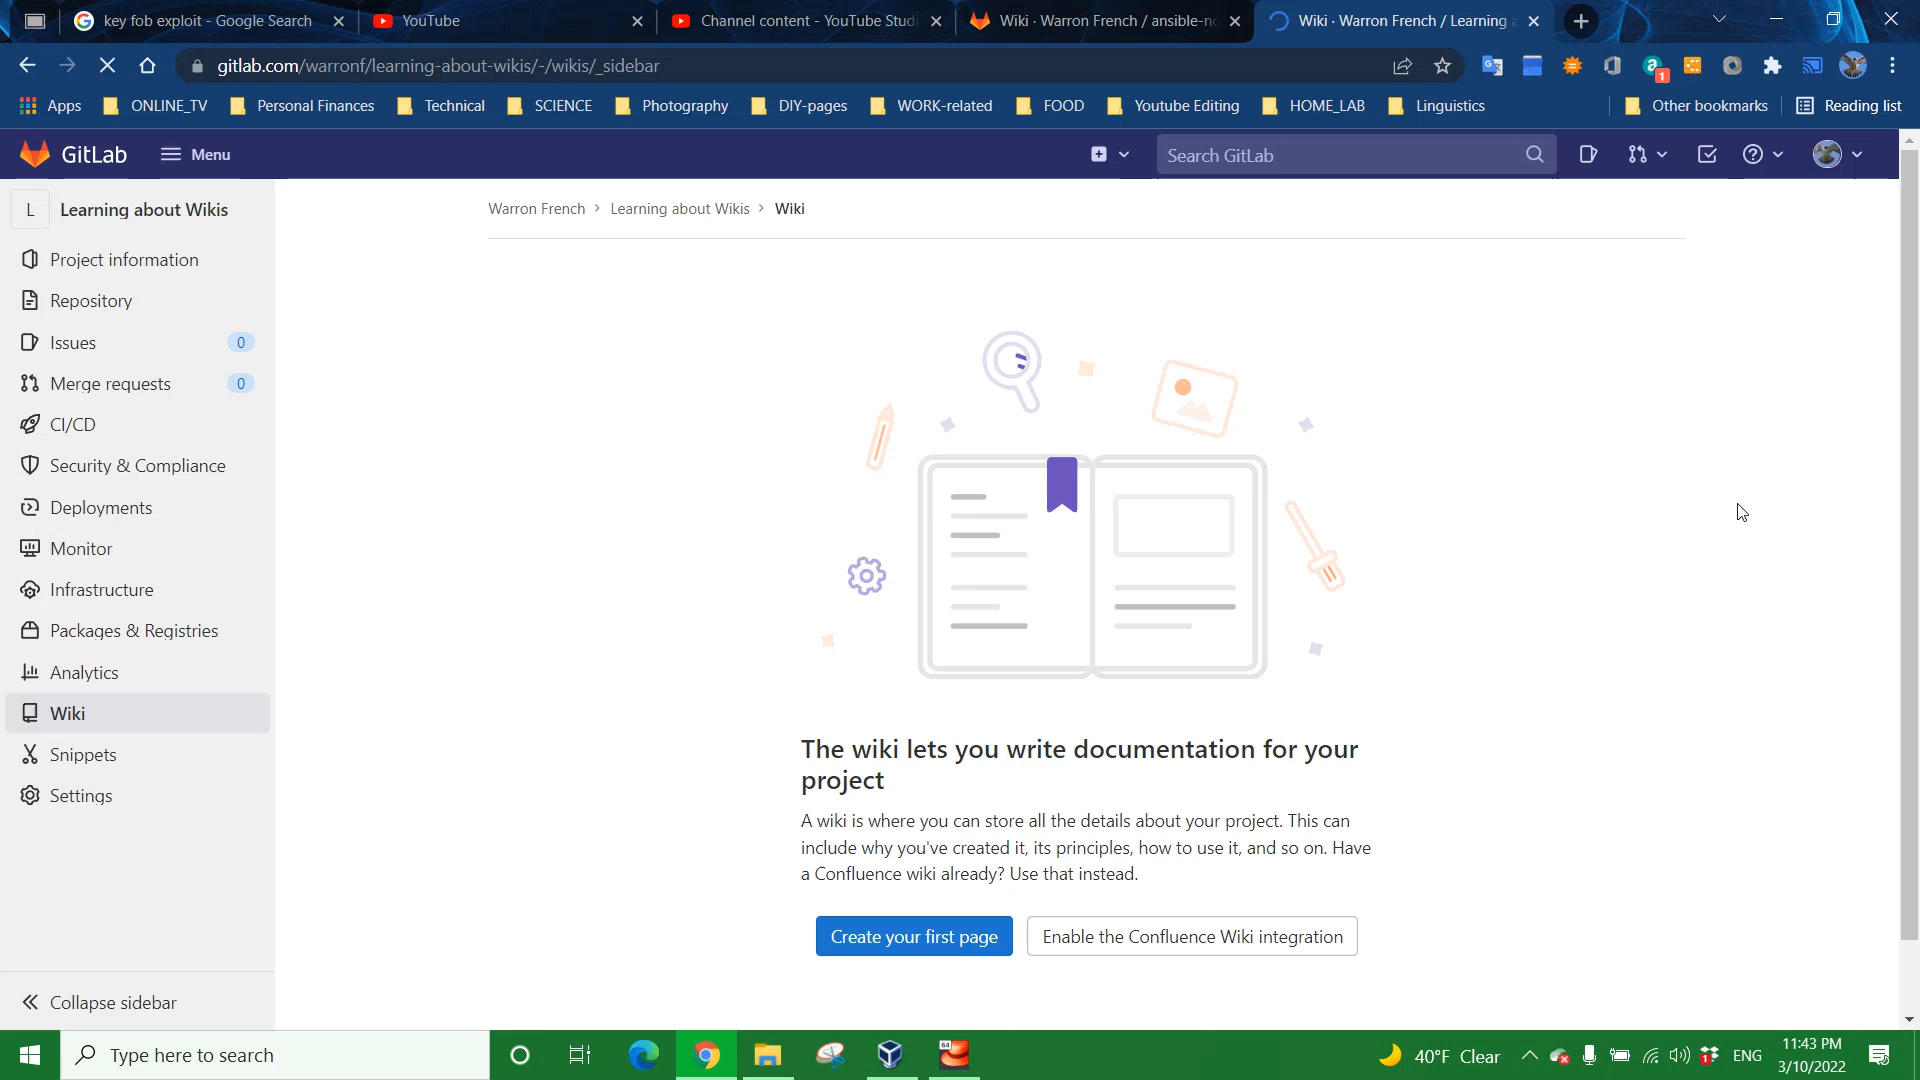 key fob exploit - Google Search
YouTube
Channel content - YouTube Studi
Wiki · Warron French / ansible-no
Wiki · Warron French / Learning a
gitlab.com/warronf/learning-about-wikis/-/wikis/_sidebar
1
Apps
ONLINE_TV
Personal Finances
Technical
SCIENCE
Photography
DIY-pages
WORK-related
FOOD
Youtube Editing
HOME_LAB
Linguistics
Other bookmarks
Reading list
GitLab
Menu
Search GitLab
L
Learning about Wikis
Warron French > Learning about Wikis > Wiki
Project information
Repository
Issues 0
Merge requests 0
CI/CD
Security & Compliance
Deployments
Monitor
Infrastructure
Packages & Registries
Analytics
Wiki
Snippets
Settings
Collapse sidebar
The wiki lets you write documentation for your
project
A wiki is where you can store all the details about your project. This can
include why you've created it, its principles, how to use it, and so on. Have
a Confluence wiki already? Use that instead.
Create your first page
Enable the Confluence Wiki integration
Type here to search
64
40°F Clear
1
ENG
11:43 PM
3/10/2022